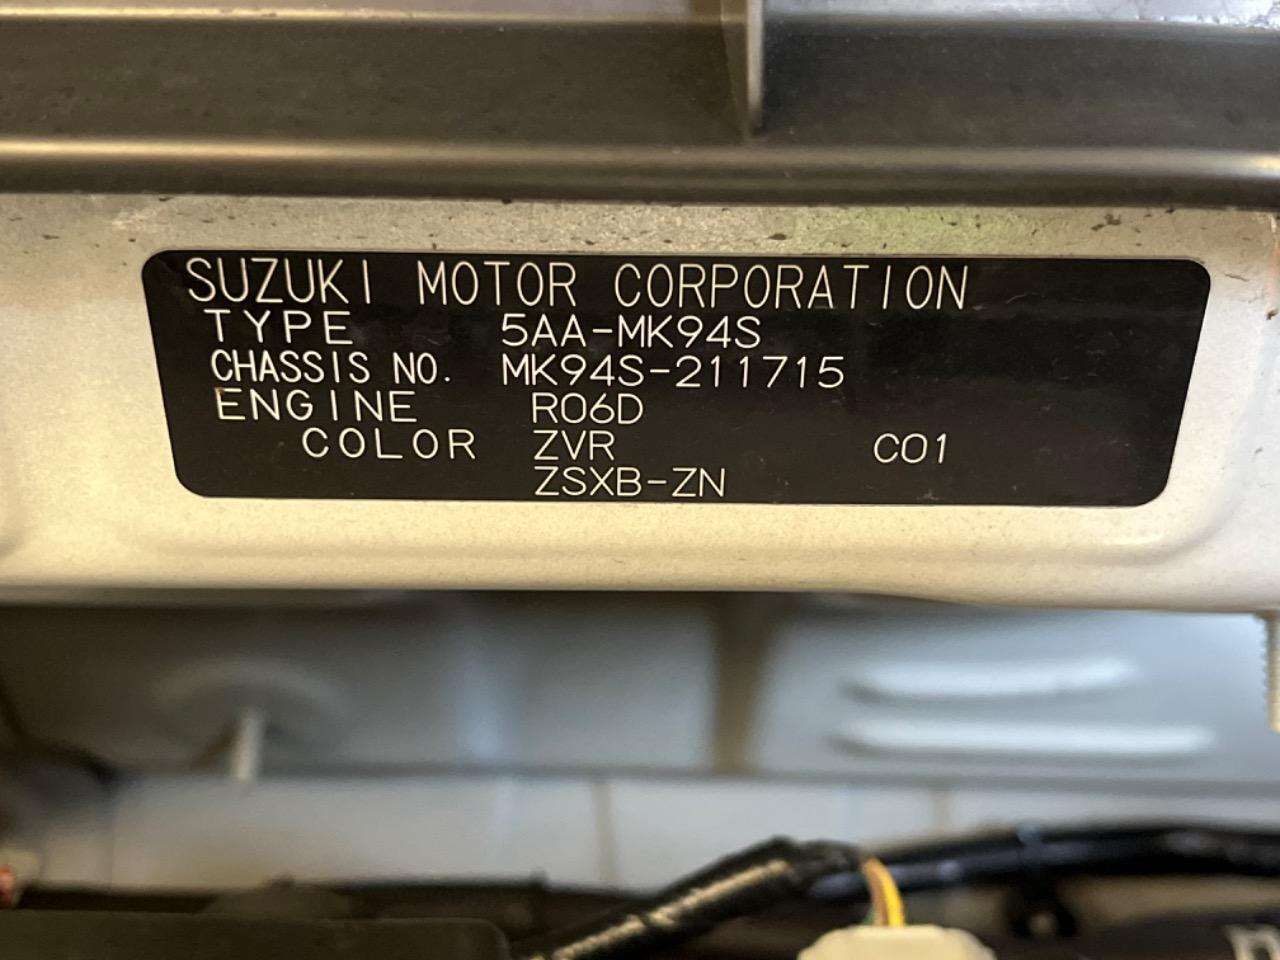 SUZUKI MOTOR CORPORATION
TYPE 5AA-MK94S
CHASSIS NO. MK94S-211715
ENGINE R06D
COLOR ZVR C01
ZSXB-ZN